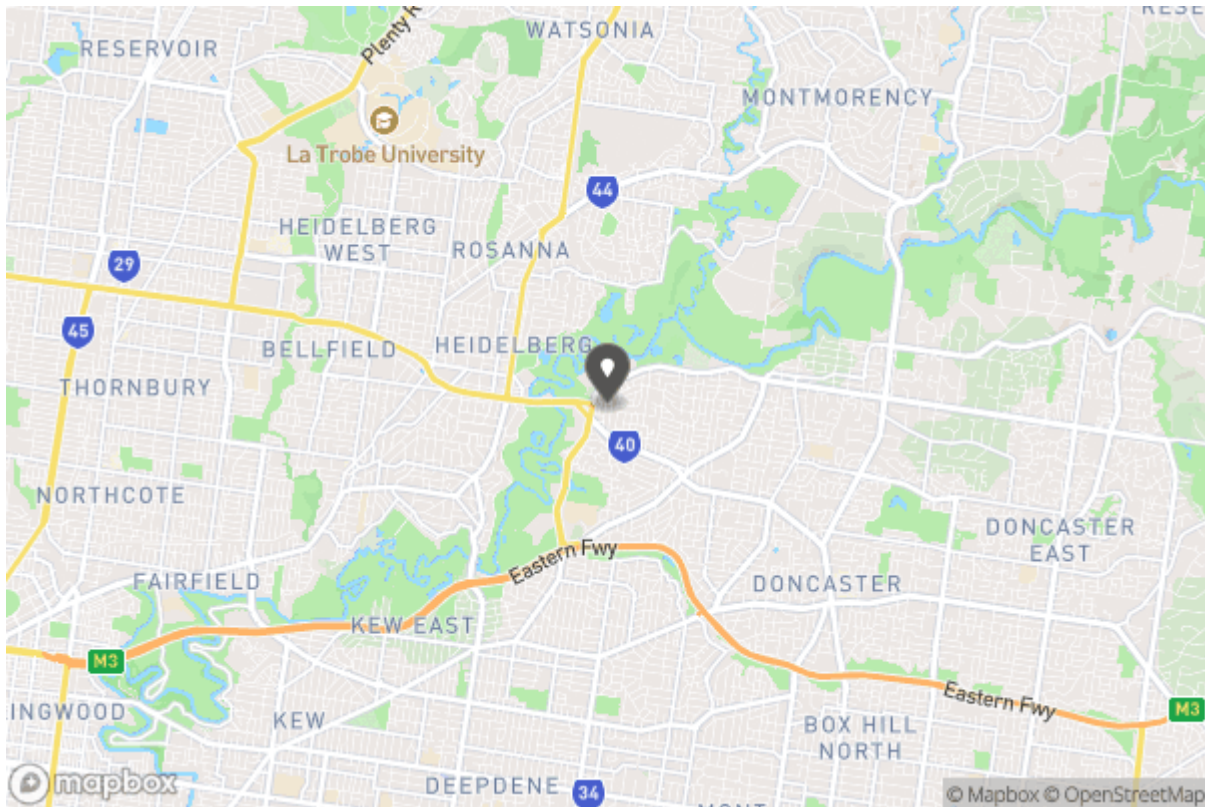 WATSONIA
RESE
RESERVOIR
Plenty R
MONTMORENCY
La Trobe University
44
HEIDELBERG
WEST
ROSANNA
29
45
BELLFIELD
HEIDELBERG
THORNBURY
40
NORTHCOTE
DONCASTER
EAST
Eastern Fwy
FAIRFIELD
DONCASTER
KEW EAST
M3
Eastern Fwy
M3
INGWOOD
KEW
BOX HILL
NORTH
DEEPDENE
34
MONT
mapbox
© Mapbox © OpenStreetMap